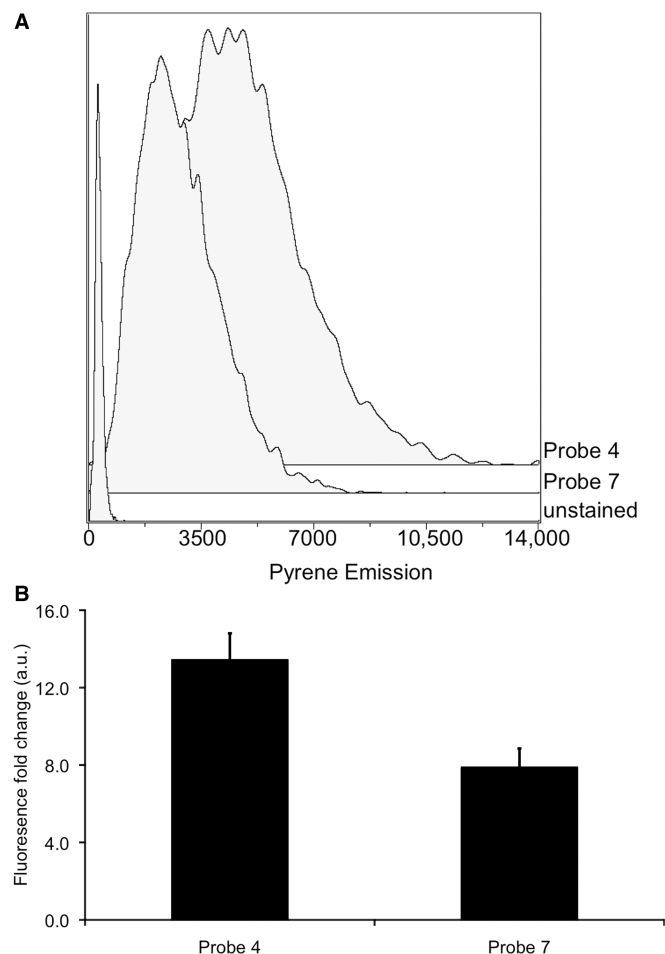 A
Probe 4
Probe 7
unstained
0 3500 7000 10,500 14,000
Pyrene Emission
B
Fluoresence fold change (a.u.)
16.0
12.0
8.0
4.0
0.0
Probe 4 Probe 7